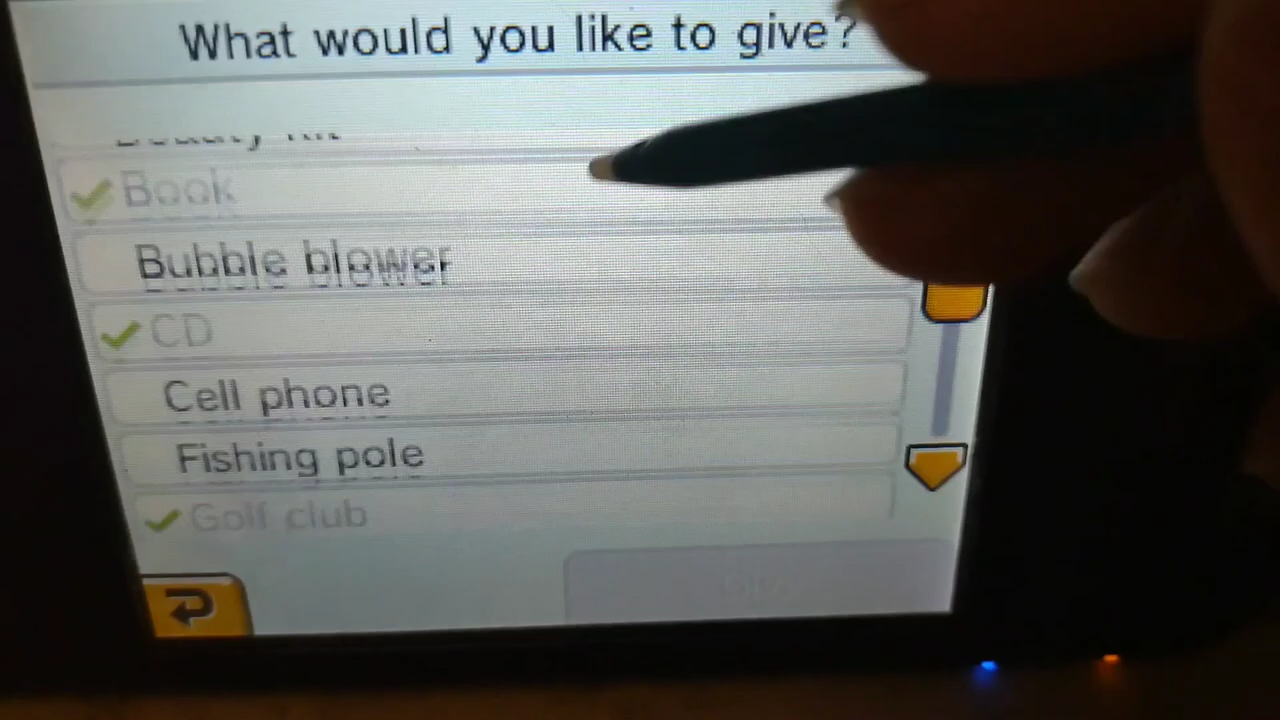 What would you like to give?
Book
Bubble blower
CD
Cell phone
Fishing pole
Golf club